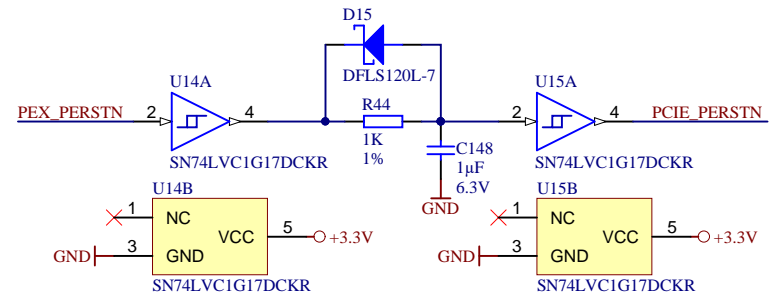 D15
DFLS120L-7
U14A
U15A
PEX_PERSTN
2
4
R44
1K
1%
2
4
PCIE_PERSTN
SN74LVC1G17DCKR
C148
1µF
6.3V
GND
SN74LVC1G17DCKR
U14B
1
NC
VCC
5
+3.3V
GND
3
GND
SN74LVC1G17DCKR
U15B
1
NC
VCC
5
+3.3V
GND
3
GND
SN74LVC1G17DCKR